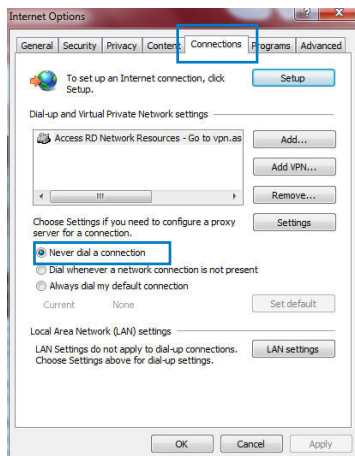 Internet Options
General Security Privacy Content Connections Programs Advanced
To set up an Internet connection, click
Setup.
Setup
Dial-up and Virtual Private Network settings
Access RD Network Resources - Go to vpn.as
Add...
Add VPN...
Remove...
Choose Settings if you need to configure a proxy
server for a connection.
Settings
Never dial a connection
Dial whenever a network connection is not present
Always dial my default connection
Current None
Set default
Local Area Network (LAN) settings
LAN Settings do not apply to dial-up connections.
Choose Settings above for dial-up settings.
LAN settings
OK Cancel Apply